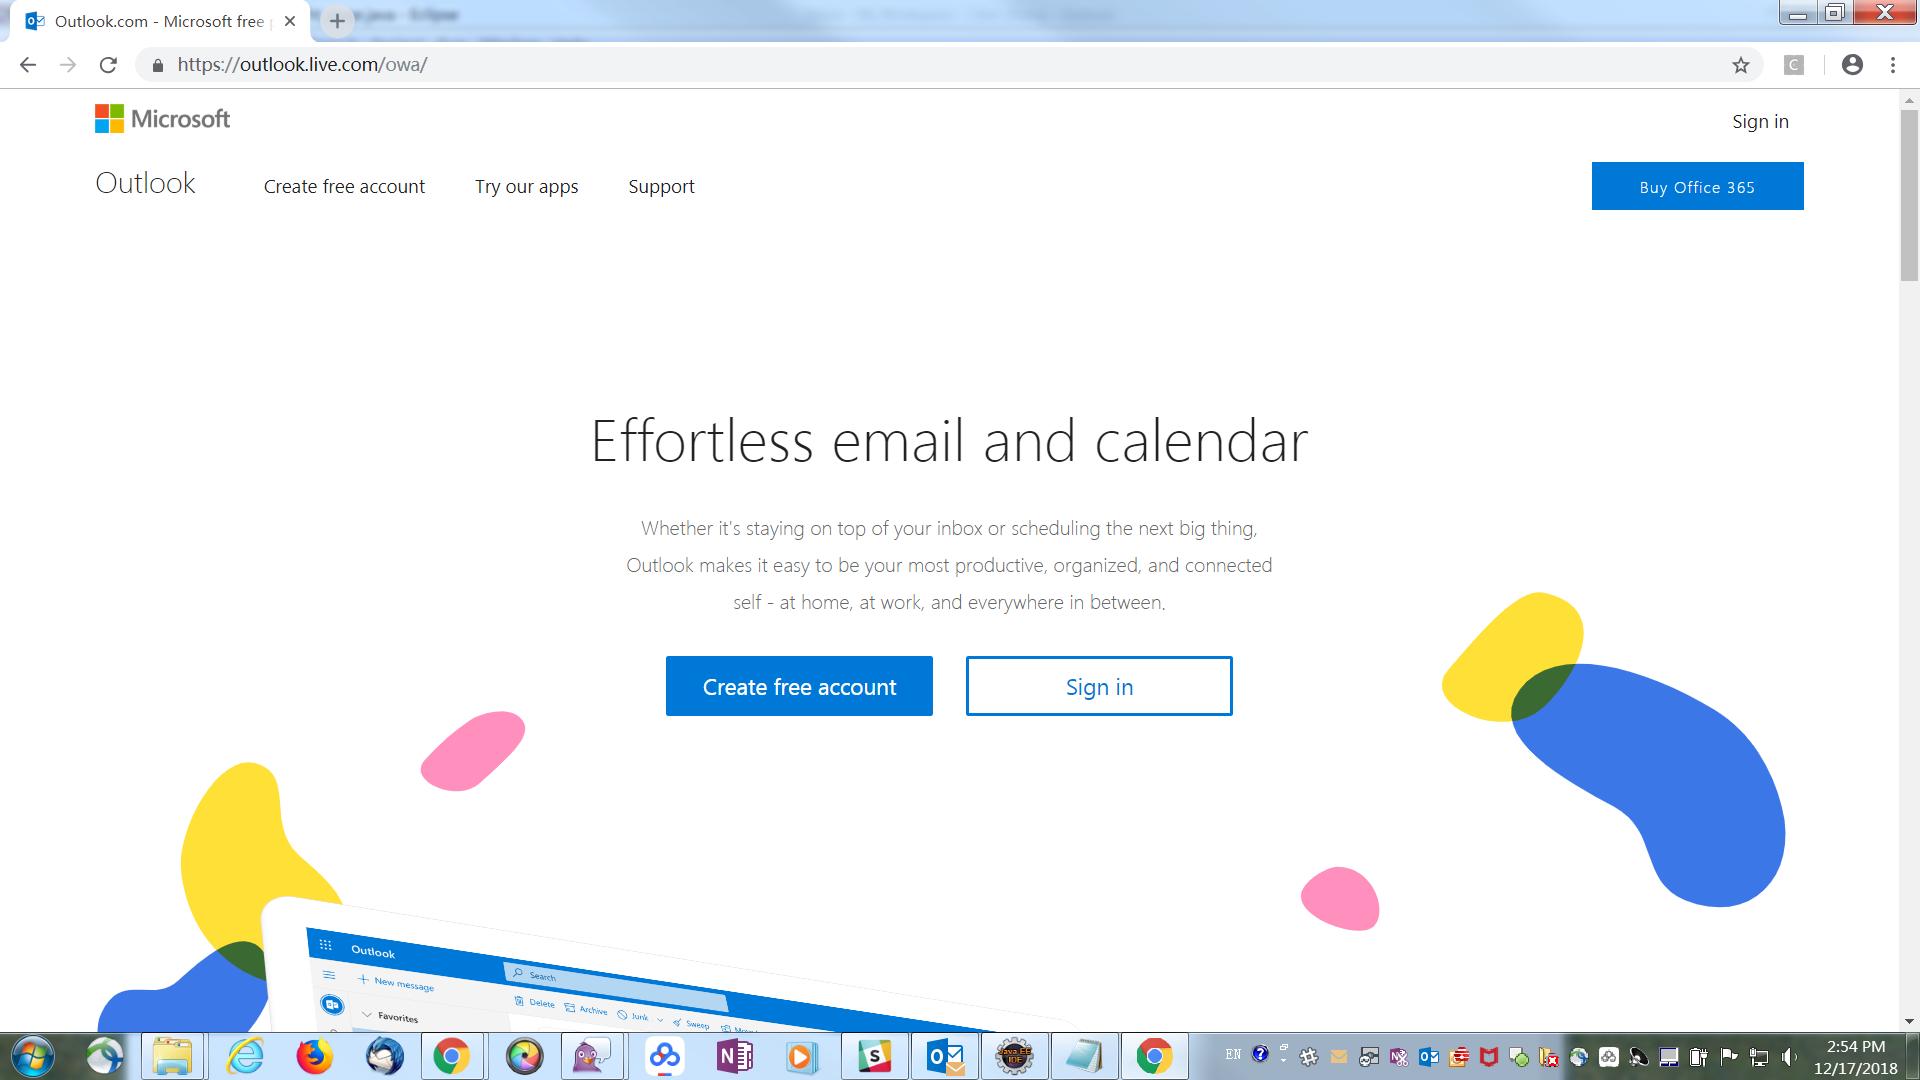 Outlook.com - Microsoft free
https://outlook.live.com/owa/
Microsoft
Sign in
Outlook
Create free account
Try our apps
Support
Buy Office 365
Effortless email and calendar
Whether it's staying on top of your inbox or scheduling the next big thing,
Outlook makes it easy to be your most productive, organized, and connected
self - at home, at work, and everywhere in between.
Create free account
Sign in
Outlook
Search
New message
Delete
Archive
Junk
Sweep
Favorites
EN
2:54 PM
12/17/2018